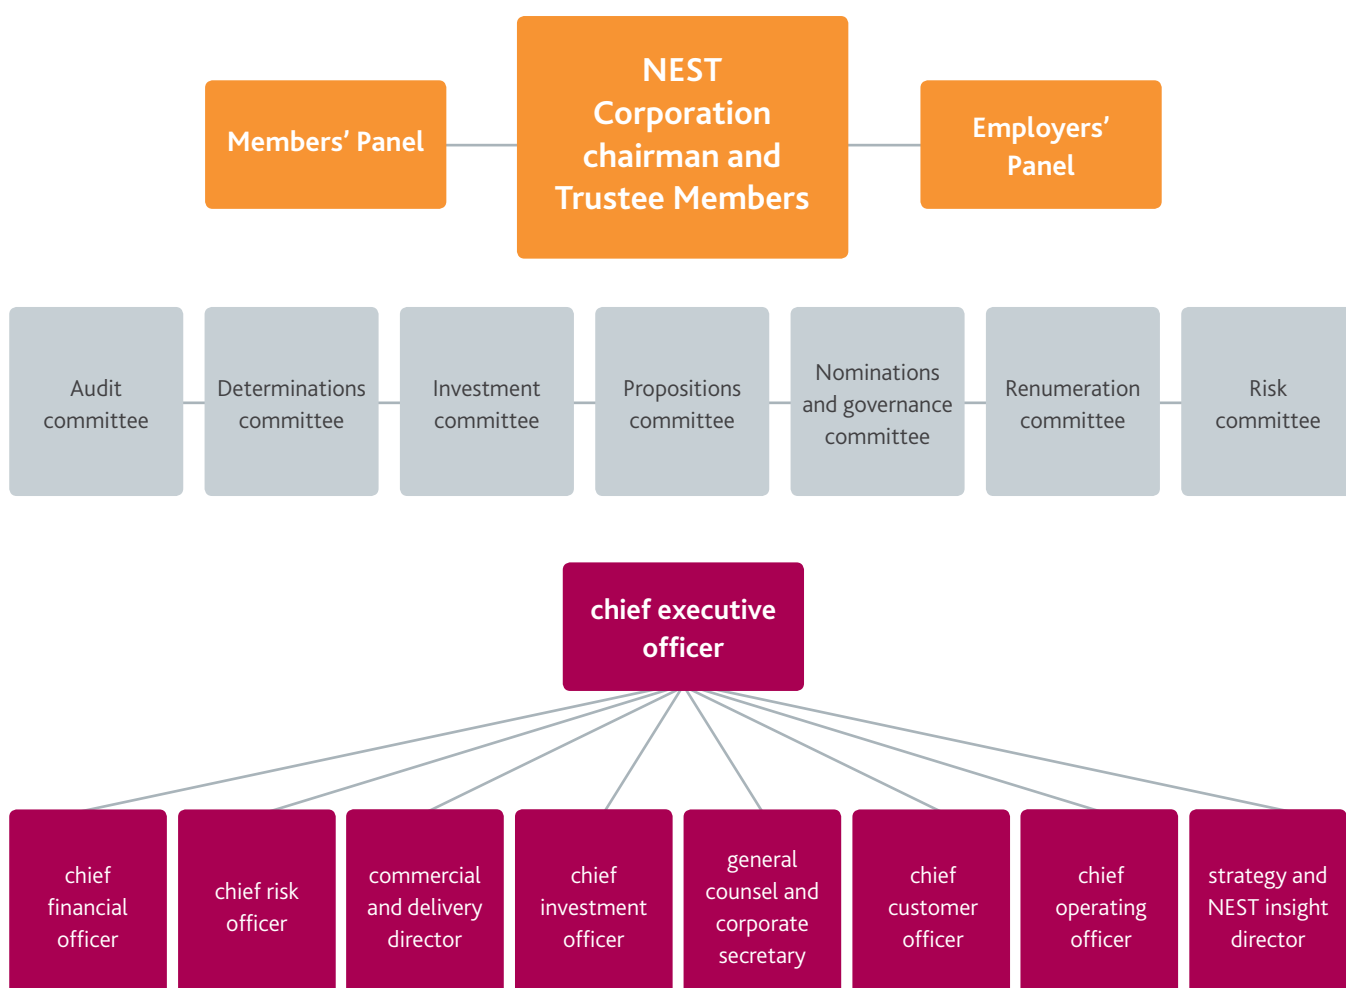 NEST
Corporation
chairman and
Trustee Members
Members’ Panel
Employers’
Panel
Audit
committee
Determinations
committee
Investment
committee
Propositions
committee
Nominations
and governance
committee
Renumeration
committee
Risk
committee
chief executive
officer
chief
financial
officer
chief risk
officer
commercial
and delivery
director
chief
investment
officer
general
counsel and
corporate
secretary
chief
customer
officer
chief
operating
officer
strategy and
NEST insight
director